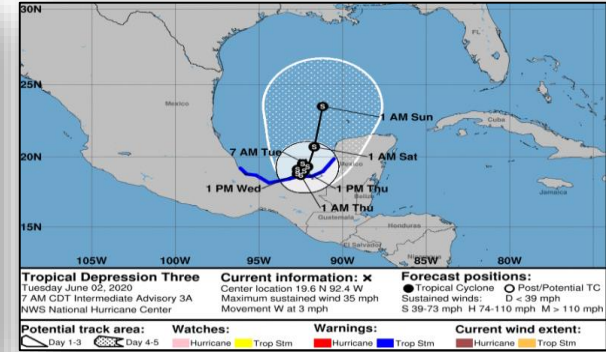 30N
FL
25N
Mexico
1 AM Sun
Cuba
7 AM Tue
1 AM Sat
20N
Mexico
Jamaica
1 PM Wed
1 PM Thu
Belize
1 AM Thu
Guatemala
Honduras
15N
El Salvador
Nicaragua
105W 100W 95W 90W 85W 80W
Tropical Depression Three
Tuesday June 02, 2020
7 AM CDT Intermediate Advisory 3A
NWS National Hurricane Center
Current information: x
Center location 19.6 N 92.4 W
Maximum sustained wind 35 mph
Movement W at 3 mph
Forecast positions:
Tropical Cyclone Post/Potential TC
Sustained winds: D < 39 mph
S 39-73 mph H 74-110 mph M > 110 mph
Potential track area:
Day 1-3 Day 4-5
Watches:
Hurricane Trop Stm
Warnings:
Hurricane Trop Stm
Current wind extent:
Hurricane Trop Stm